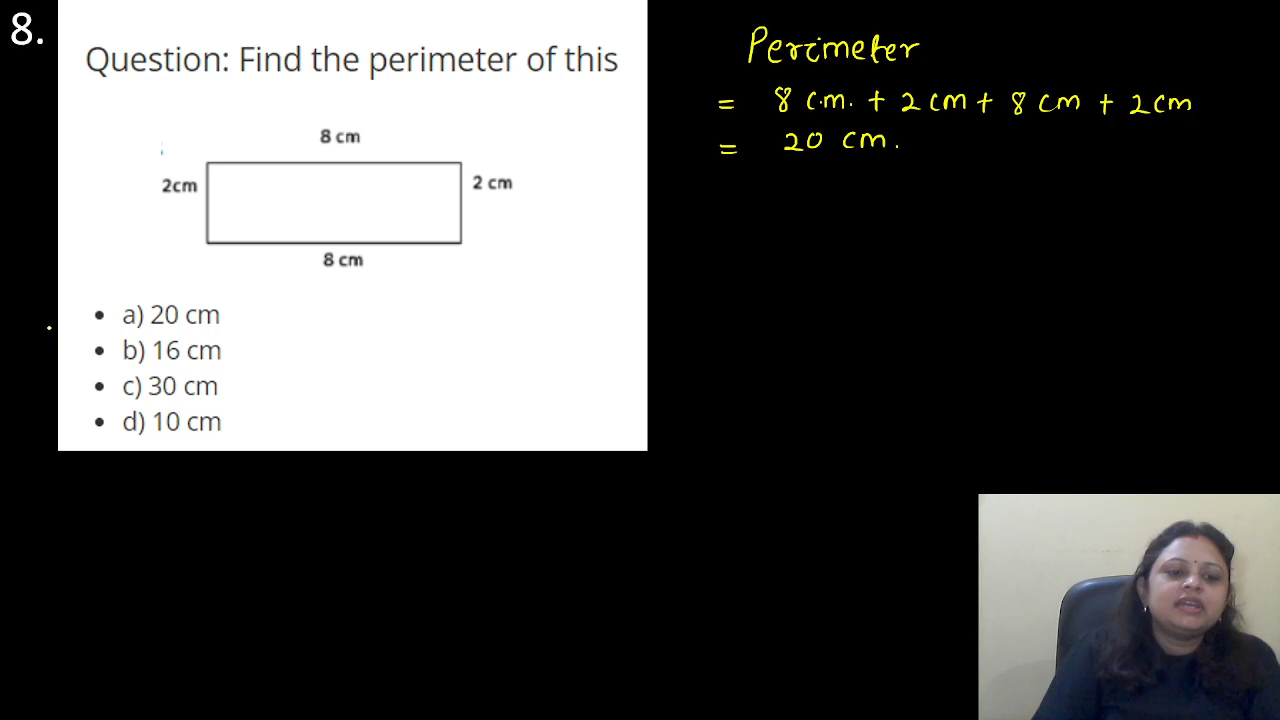 8.
Question: Find the perimeter of this
8 cm
2cm
2 cm
8 cm
a) 20 cm
b) 16 cm
c) 30 cm
d) 10 cm
Perimeter
= 8 c.m. + 2 cm + 8 cm + 2 cm
= 20 cm.